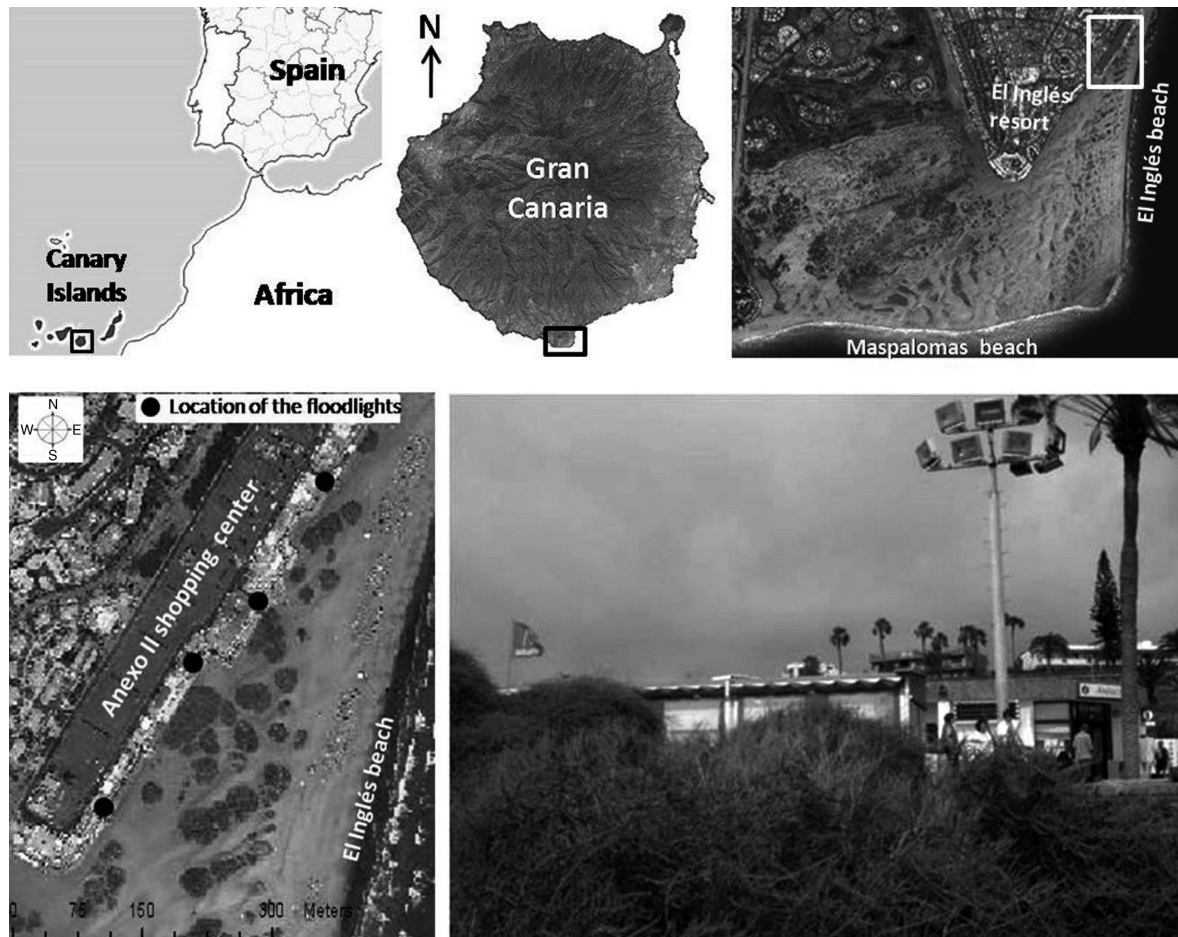 Spain
Canary
Islands
Africa
N
Gran
Canaria
El Inglés
resort
El Inglés beach
Maspalomas beach
N
W E
S
Location of the floodlights
Anexo II shopping center
El Inglés beach
0 75 150 300 Meters
2